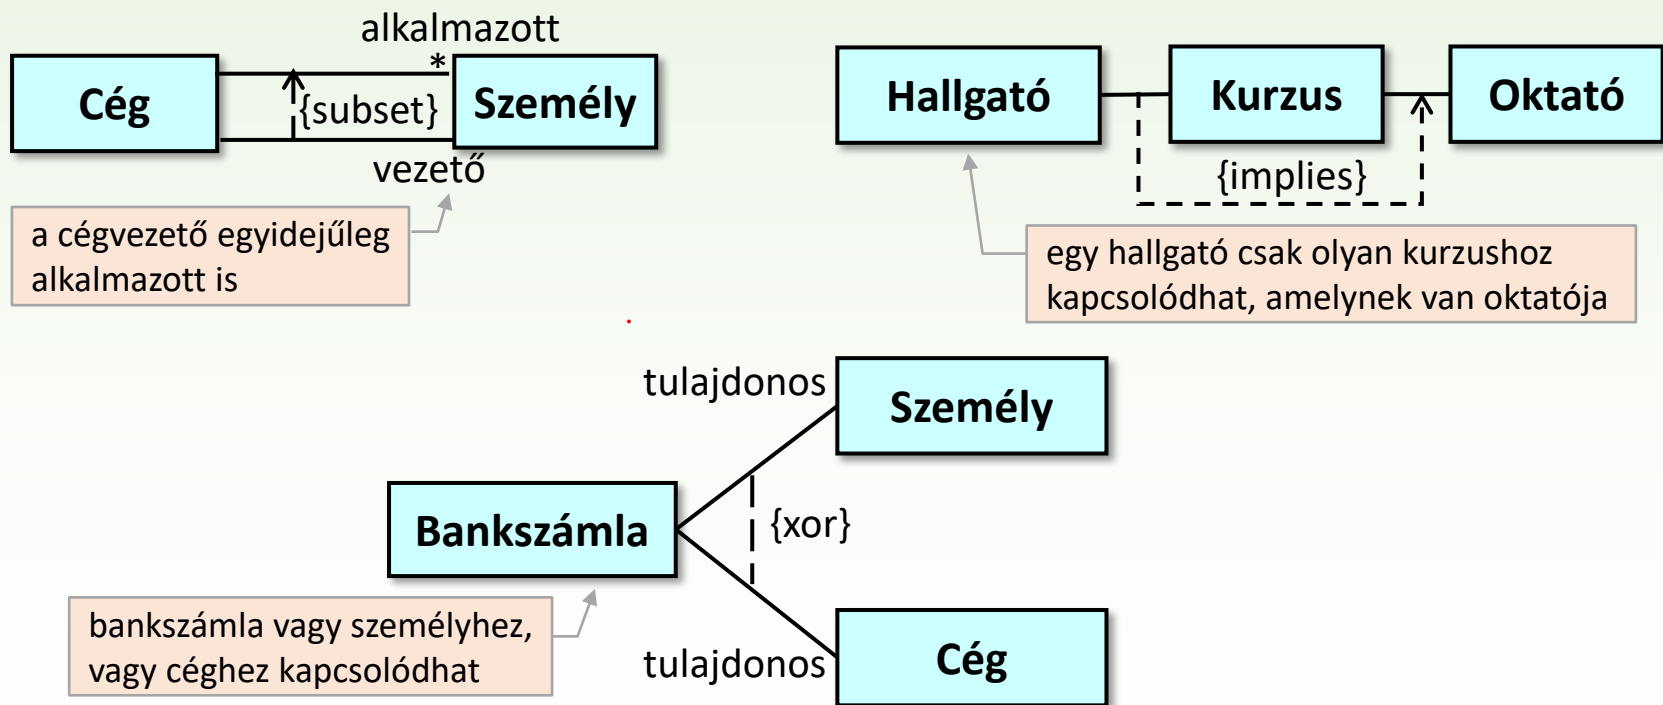 alkalmazott
*
Cég
{subset}
Személy
vezető
a cégvezető egyidejűleg
alkalmazott is
Hallgató
Kurzus
Oktató
{implies}
egy hallgató csak olyan kurzushoz
kapcsolódhat, amelynek van oktatója
tulajdonos
Személy
Bankszámla
{xor}
bankszámla vagy személyhez,
vagy céghez kapcsolódhat
tulajdonos
Cég